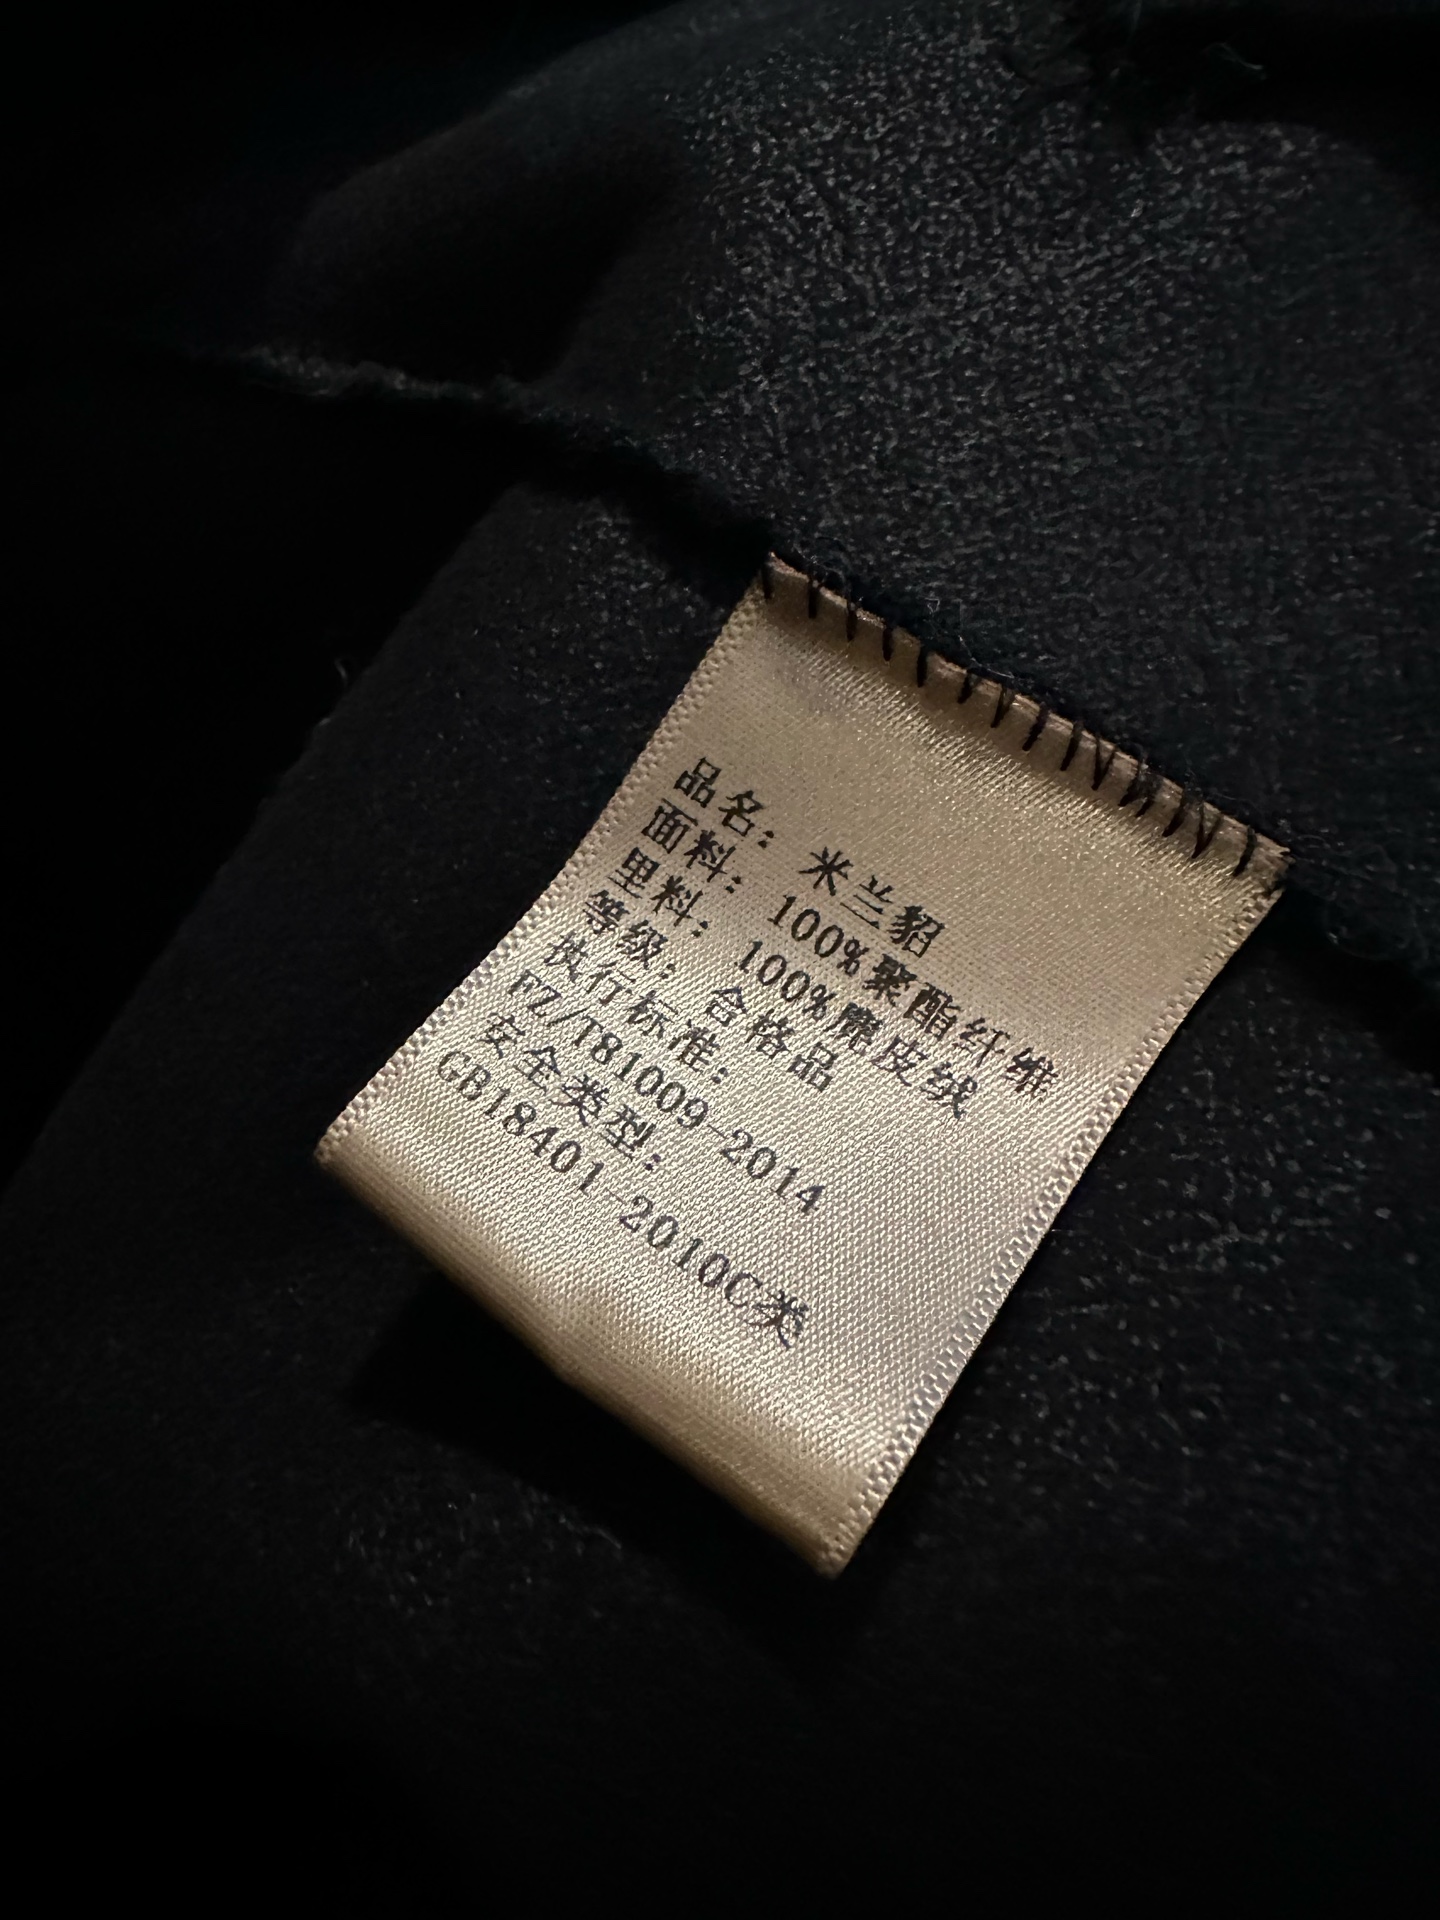 品名：米兰貂
面料：100%聚酯纤维
里料：100%麂皮绒
等级：合格品
执行标准：
FZ//T81009-2014
安全类型：
GB18401-2010C类